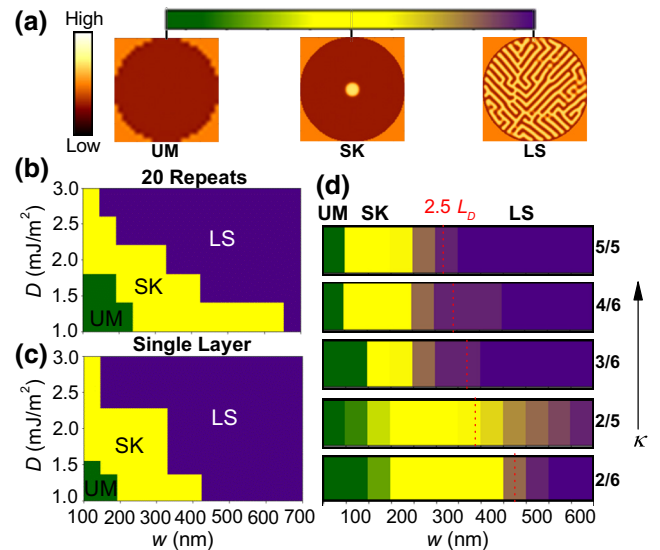 (a)
High
Low
UM
SK
LS
(b)
20 Repeats
D (mJ/m²)
3.0
2.5
2.0
1.5
1.0
LS
SK
UM
(c)
Single Layer
D (mJ/m²)
3.0
2.5
2.0
1.5
1.0
LS
SK
UM
100 200 300 400 500 600 700
w (nm)
(d)
2.5 L_D
UM SK LS
5/5
4/6
3/6
2/5
2/6
κ
100 200 300 400 500 600
w (nm)